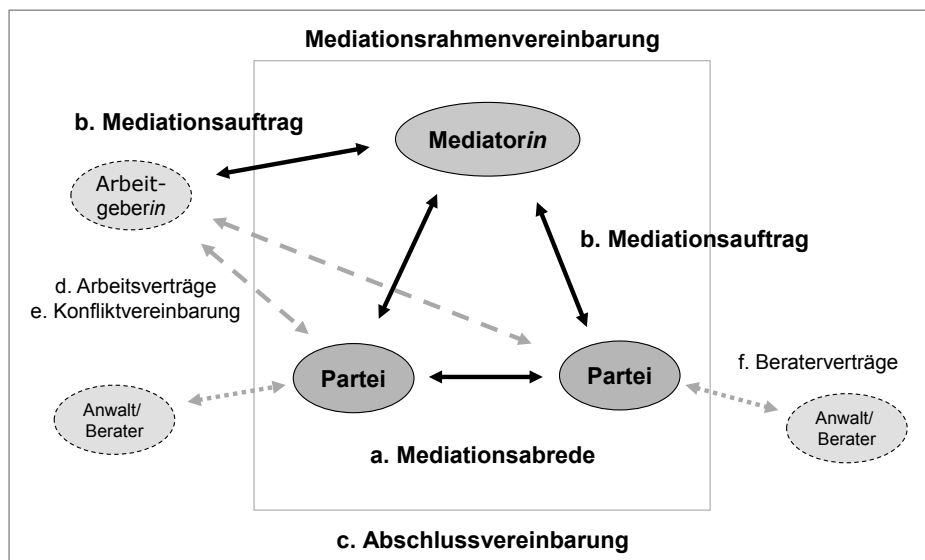 Mediationsrahmenvereinbarung
b. Mediationsauftrag
Mediatorin
Arbeit-
geberin
b. Mediationsauftrag
d. Arbeitsverträge
e. Konfliktvereinbarung
Partei
Partei
f. Beraterverträge
Anwalt/
Berater
Anwalt/
Berater
a. Mediationsabrede
c. Abschlussvereinbarung